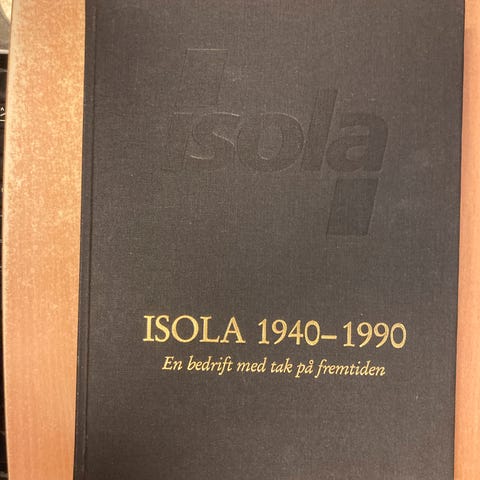 isola
ISOLA 1940–1990
En bedrift med tak på fremtiden